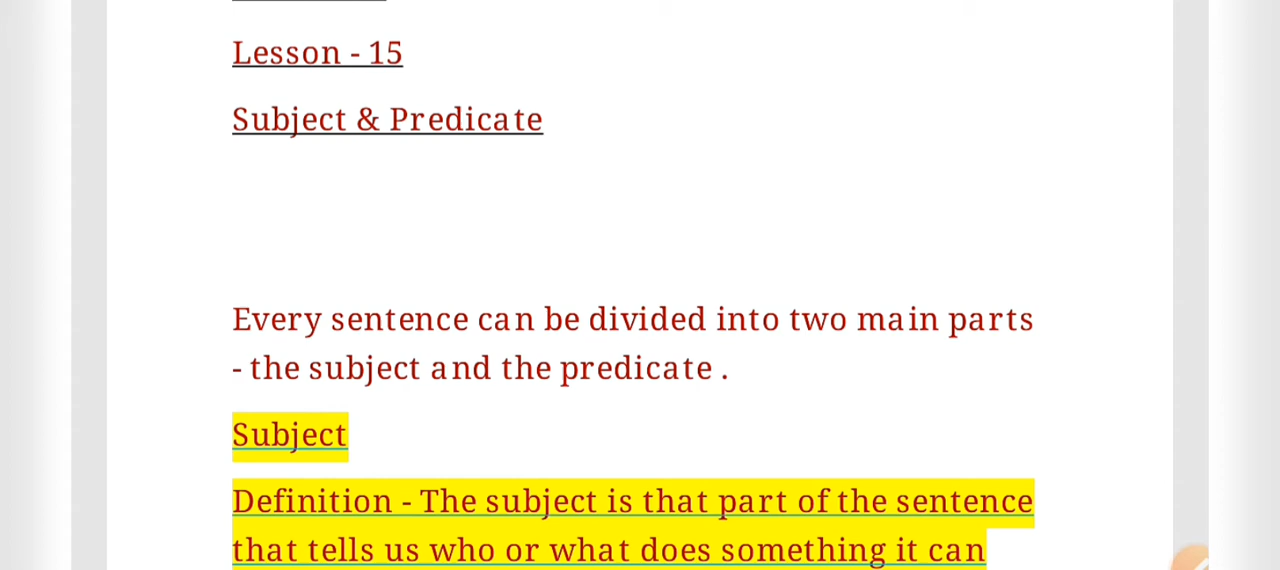 Lesson - 15
Subject & Predicate
Every sentence can be divided into two main parts
- the subject and the predicate .
Subject
Definition - The subject is that part of the sentence
that tells us who or what does something it can